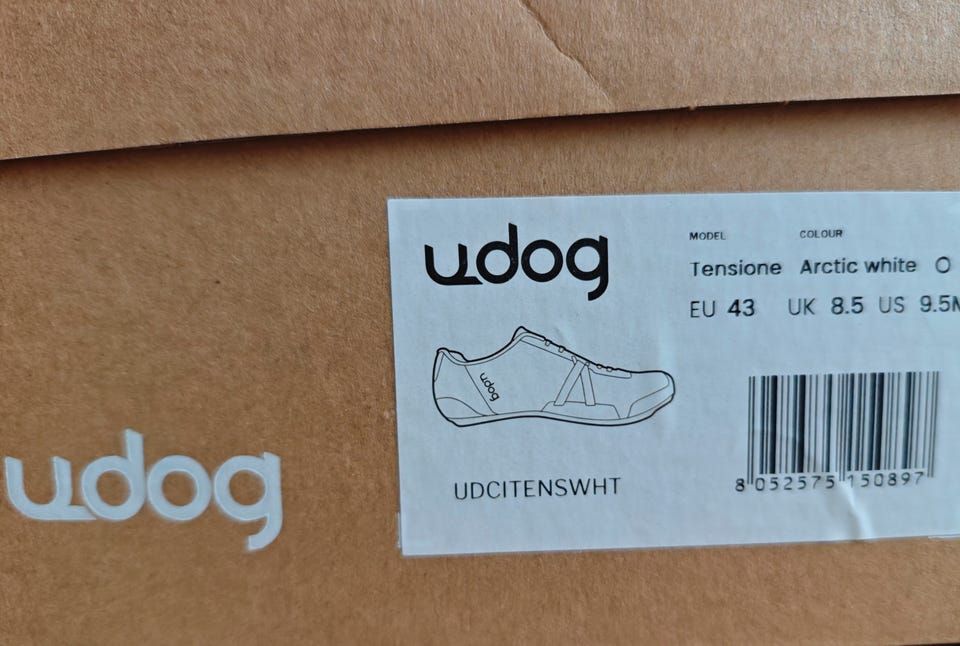 udog
MODEL COLOUR
Tensione Arctic white
EU 43 UK 8.5 US 9.5M
udog
UDCITENSWHT
8 052575 150897
udog